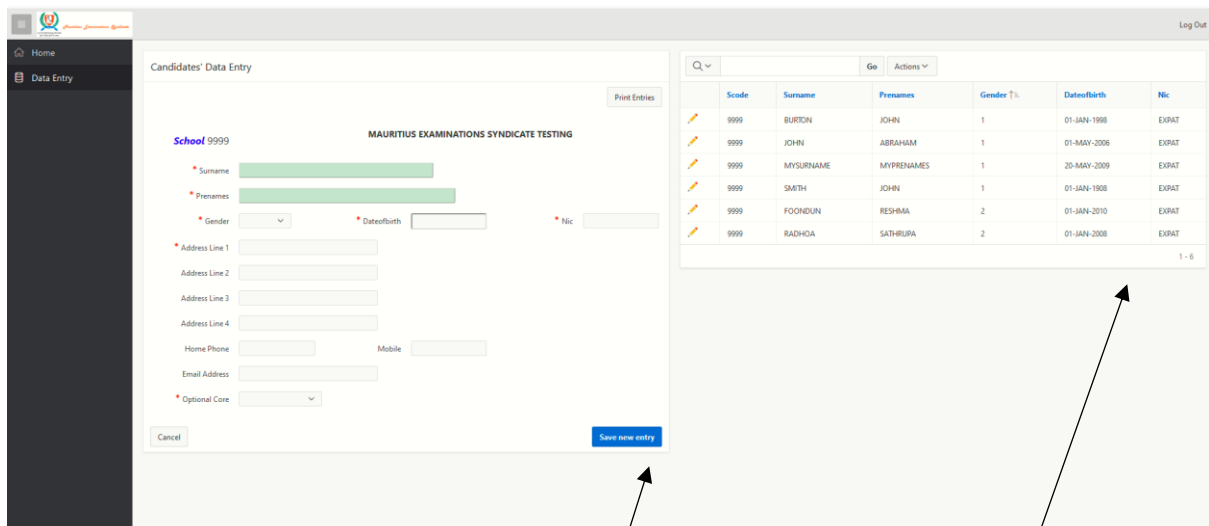 Mauritius Examinations Syndicate
Log Out
Home
Data Entry
Candidates' Data Entry
Print Entries
School 9999
MAURITIUS EXAMINATIONS SYNDICATE TESTING
* Surname
* Prenames
* Gender * Dateofbirth * Nic
* Address Line 1
Address Line 2
Address Line 3
Address Line 4
Home Phone Mobile
Email Address
* Optional Core
Cancel Save new entry
Go Actions
Scode Surname Prenames Gender Dateofbirth Nic
9999 BURTON JOHN 1 01-JAN-1998 EXPAT
9999 JOHN ABRAHAM 1 01-MAY-2006 EXPAT
9999 MYSURNAME MYPRENAMES 1 20-MAY-2009 EXPAT
9999 SMITH JOHN 1 01-JAN-1908 EXPAT
9999 FOONDUN RESHMA 2 01-JAN-2010 EXPAT
9999 RADHOA SATHRUPA 2 01-JAN-2008 EXPAT
1 - 6